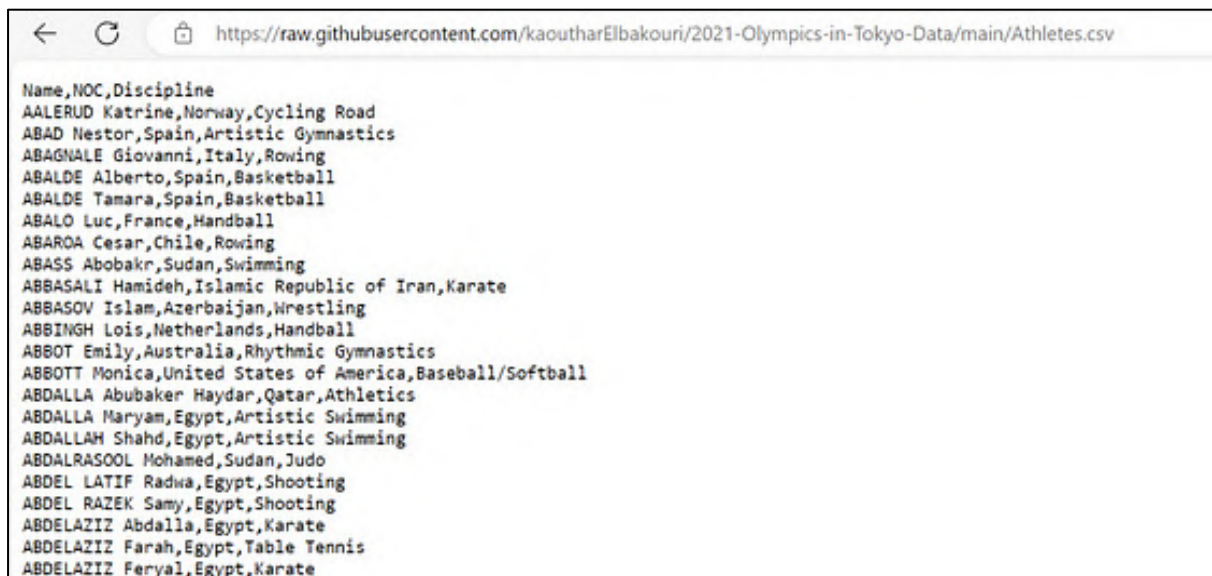 https://raw.githubusercontent.com/kaoutharElbakouri/2021-Olympics-in-Tokyo-Data/main/Athletes.csv
Name,NOC,Discipline
AALERUD Katrine,Norway,Cycling Road
ABAD Nestor,Spain,Artistic Gymnastics
ABAGNALE Giovanni,Italy,Rowing
ABALDE Alberto,Spain,Basketball
ABALDE Tamara,Spain,Basketball
ABALO Luc,France,Handball
ABAROA Cesar,Chile,Rowing
ABASS Abobakr,Sudan,Swimming
ABBASALI Hamideh,Islamic Republic of Iran,Karate
ABBASOV Islam,Azerbaijan,Wrestling
ABBINGH Lois,Netherlands,Handball
ABBOT Emily,Australia,Rhythmic Gymnastics
ABBOTT Monica,United States of America,Baseball/Softball
ABDALLA Abubaker Haydar,Qatar,Athletics
ABDALLA Maryam,Egypt,Artistic Swimming
ABDALLAH Shahd,Egypt,Artistic Swimming
ABDALRASOOL Mohamed,Sudan,Judo
ABDEL LATIF Radwa,Egypt,Shooting
ABDEL RAZEK Samy,Egypt,Shooting
ABDELAZIZ Abdalla,Egypt,Karate
ABDELAZIZ Farah,Egypt,Table Tennis
ABDELAZIZ Feryal,Egypt,Karate